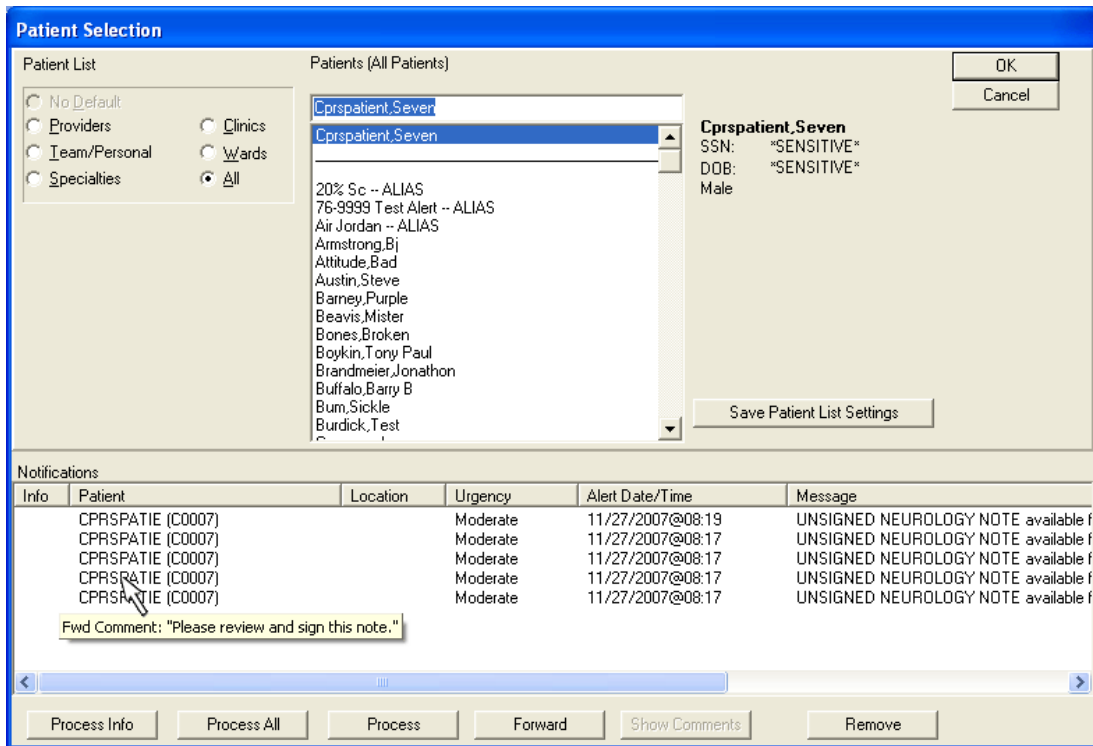 Patient Selection
Patient List
No Default
Providers
Clinics
Team/Personal
Wards
Specialties
All
Patients (All Patients)
Cprspatient,Seven
Cprspatient,Seven
20% Sc -- ALIAS
76-9999 Test Alert -- ALIAS
Air Jordan -- ALIAS
Armstrong,Bj
Attitude,Bad
Austin,Steve
Barney,Purple
Beavis,Mister
Bones,Broken
Boykin,Tony Paul
Brandmeier,Jonathon
Buffalo,Barry B
Bum,Sickle
Burdick,Test
OK
Cancel
Cprspatient,Seven
SSN: *SENSITIVE*
DOB: *SENSITIVE*
Male
Save Patient List Settings
Notifications
Info Patient Location Urgency Alert Date/Time Message
CPRSPATIE (C0007) Moderate 11/27/2007@08:19 UNSIGNED NEUROLOGY NOTE available f
CPRSPATIE (C0007) Moderate 11/27/2007@08:17 UNSIGNED NEUROLOGY NOTE available f
CPRSPATIE (C0007) Moderate 11/27/2007@08:17 UNSIGNED NEUROLOGY NOTE available f
CPRSPATIE (C0007) Moderate 11/27/2007@08:17 UNSIGNED NEUROLOGY NOTE available f
CPRSPATIE (C0007) Moderate 11/27/2007@08:17 UNSIGNED NEUROLOGY NOTE available f
Fwd Comment: "Please review and sign this note."
Process Info Process All Process Forward Show Comments Remove